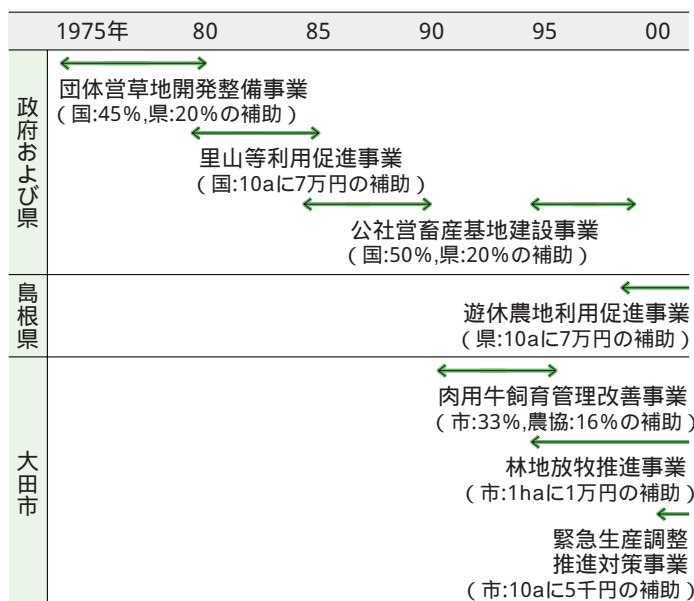 1975年 80 85 90 95 00
政府および県
団体営草地開発整備事業
(国:45%,県:20%の補助)
里山等利用促進事業
(国:10aに7万円の補助)
公社営畜産基地建設事業
(国:50%,県:20%の補助)
島根県
遊休農地利用促進事業
(県:10aに7万円の補助)
大田市
肉用牛飼育管理改善事業
(市:33%,農協:16%の補助)
林地放牧推進事業
(市:1haに1万円の補助)
緊急生産調整
推進対策事業
(市:10aに5千円の補助)